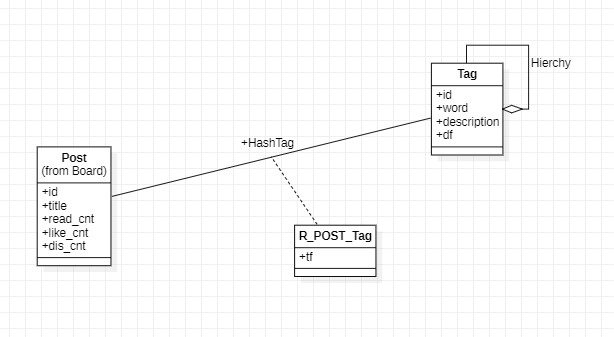 Tag
Hierchy
+id
+word
+description
+df
+HashTag
Post
(from Board)
+id
+title
+read_cnt
+like_cnt
+dis_cnt
R_POST_Tag
+tf